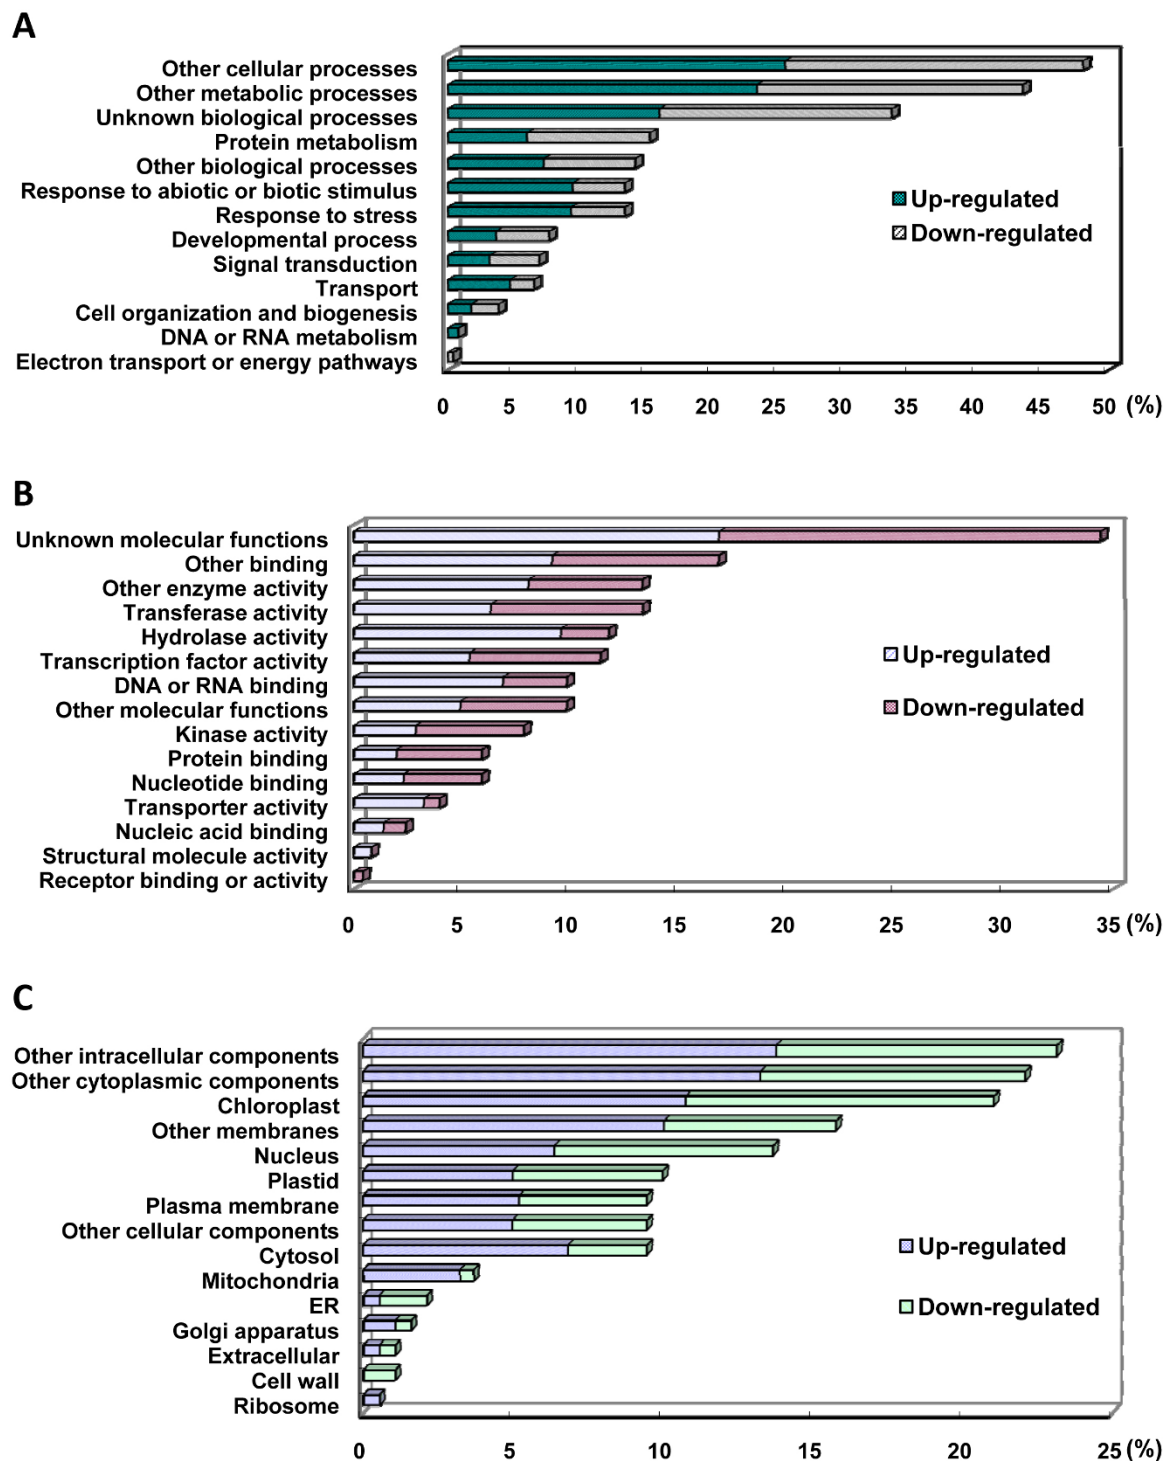 A
Other cellular processes
Other metabolic processes
Unknown biological processes
Protein metabolism
Other biological processes
Response to abiotic or biotic stimulus
Response to stress
Developmental process
Signal transduction
Transport
Cell organization and biogenesis
DNA or RNA metabolism
Electron transport or energy pathways
Up-regulated
Down-regulated
0 5 10 15 20 25 30 35 40 45 50 (%)
B
Unknown molecular functions
Other binding
Other enzyme activity
Transferase activity
Hydrolase activity
Transcription factor activity
DNA or RNA binding
Other molecular functions
Kinase activity
Protein binding
Nucleotide binding
Transporter activity
Nucleic acid binding
Structural molecule activity
Receptor binding or activity
Up-regulated
Down-regulated
0 5 10 15 20 25 30 35 (%)
C
Other intracellular components
Other cytoplasmic components
Chloroplast
Other membranes
Nucleus
Plastid
Plasma membrane
Other cellular components
Cytosol
Mitochondria
ER
Golgi apparatus
Extracellular
Cell wall
Ribosome
Up-regulated
Down-regulated
0 5 10 15 20 25 (%)